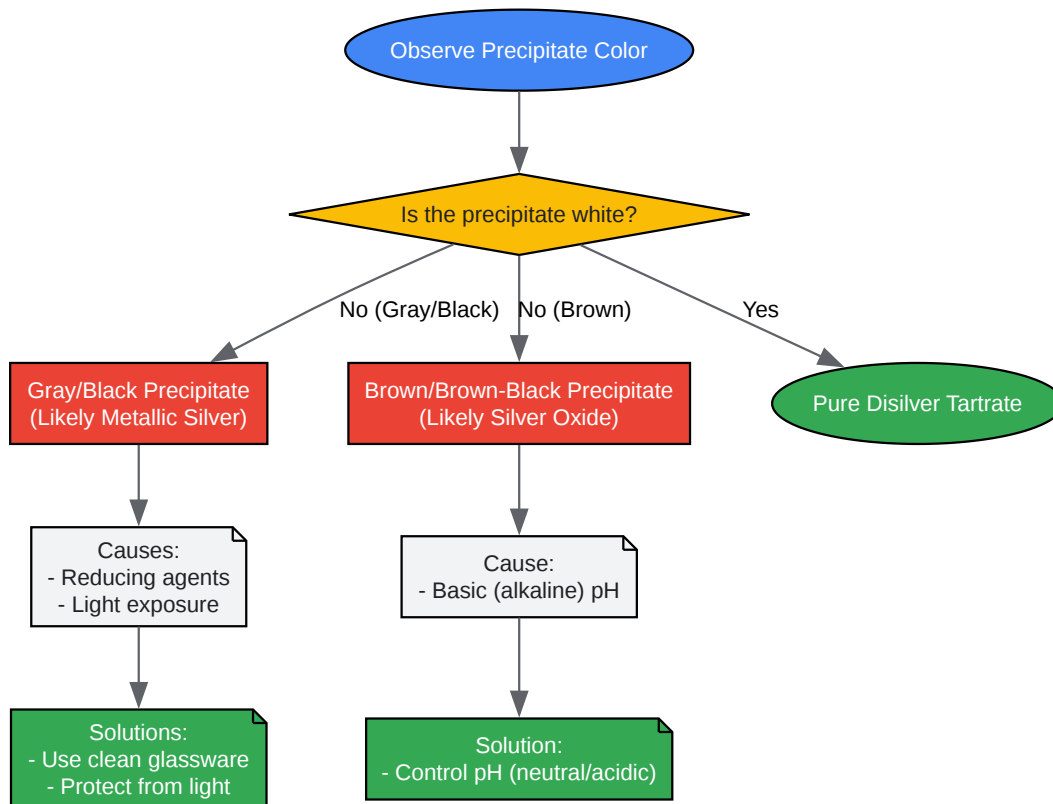 Observe Precipitate Color
Is the precipitate white?
No (Gray/Black)
No (Brown)
Yes
Gray/Black Precipitate
(Likely Metallic Silver)
Brown/Brown-Black Precipitate
(Likely Silver Oxide)
Pure Disilver Tartrate
Causes:
- Reducing agents
- Light exposure
Cause:
- Basic (alkaline) pH
Solutions:
- Use clean glassware
- Protect from light
Solution:
- Control pH (neutral/acidic)